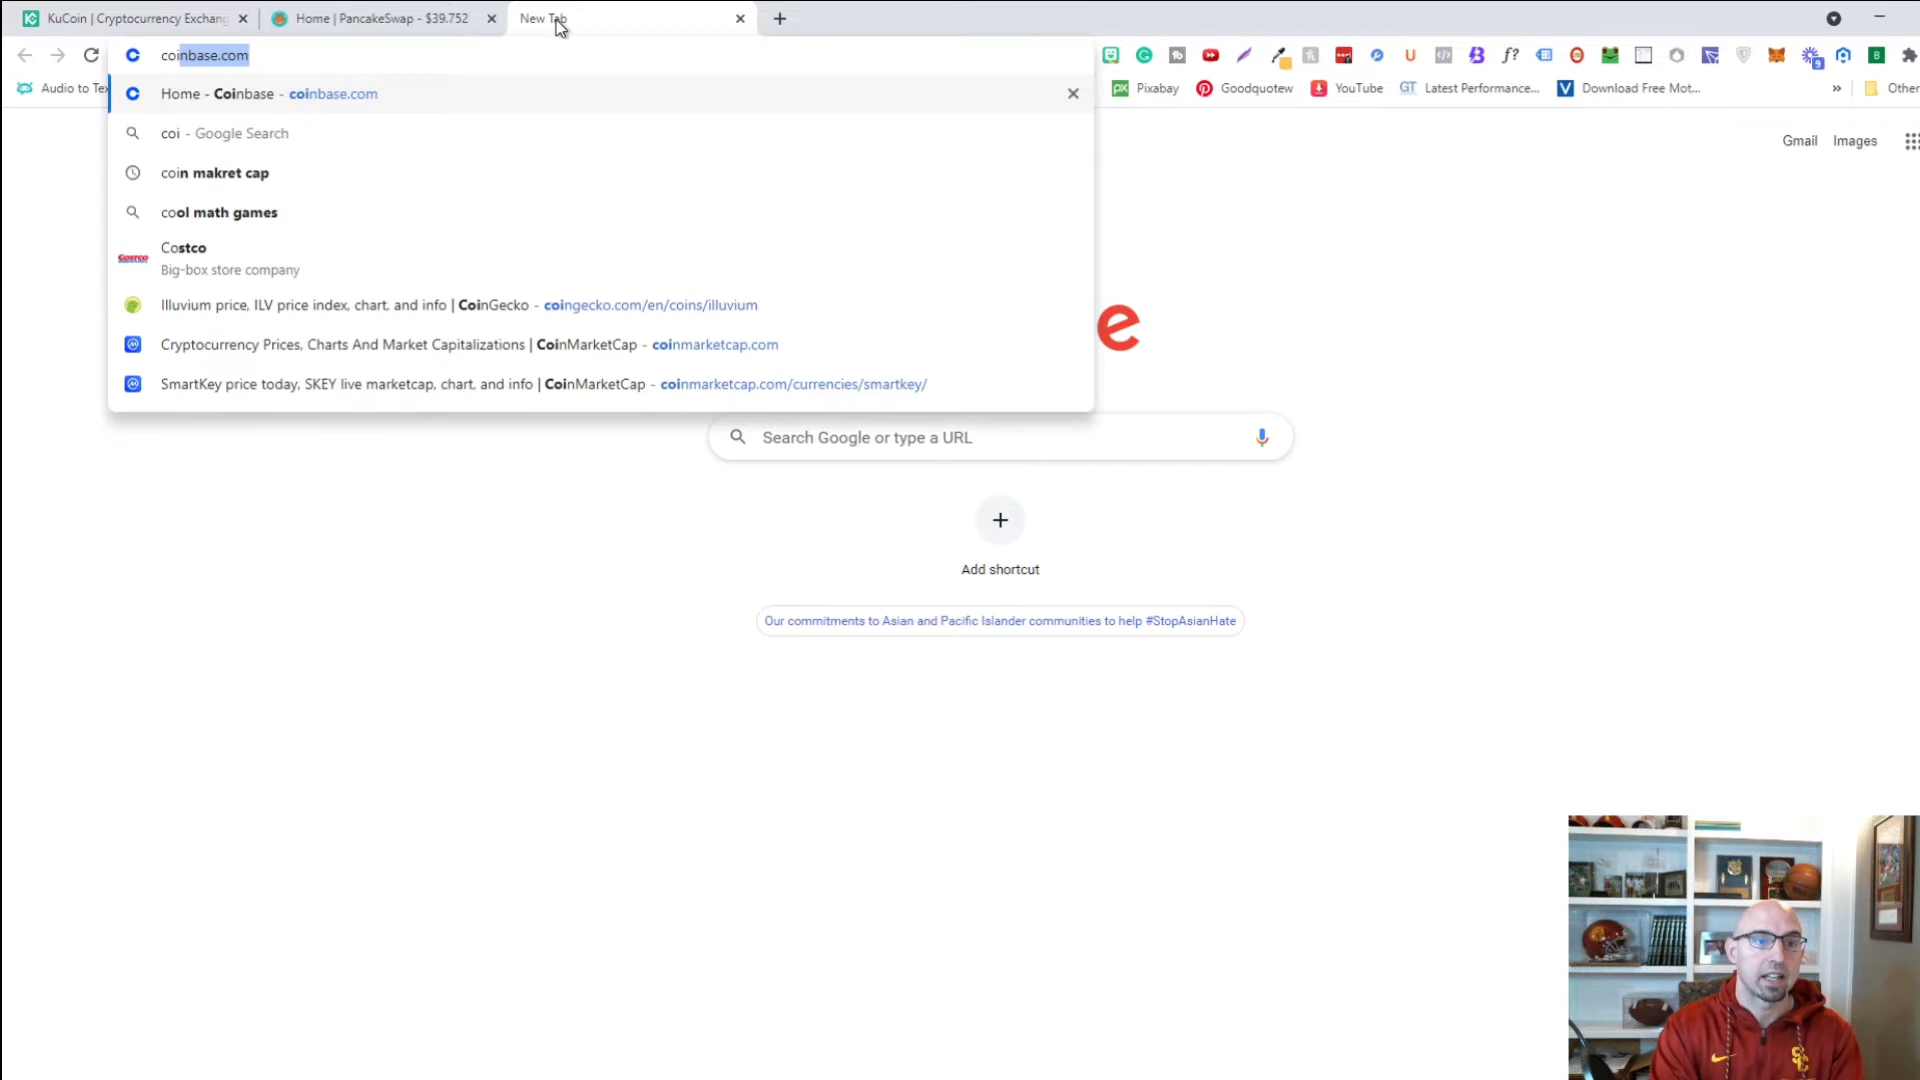 KuCoin | Cryptocurrency Exchang
Home | PancakeSwap - $39.752
New Tab
coinbase.com
Home - Coinbase - coinbase.com
coi - Google Search
coin makret cap
cool math games
Costco
Big-box store company
Illuvium price, ILV price index, chart, and info | CoinGecko - coingecko.com/en/coins/illuvium
Cryptocurrency Prices, Charts And Market Capitalizations | CoinMarketCap - coinmarketcap.com
SmartKey price today, SKEY live marketcap, chart, and info | CoinMarketCap - coinmarketcap.com/currencies/smartkey/
Audio to Tex
Pixabay
Goodquotew
YouTube
GT Latest Performance...
Download Free Mot...
»
Other
Gmail
Images
e
Search Google or type a URL
Add shortcut
Our commitments to Asian and Pacific Islander communities to help #StopAsianHate
SC